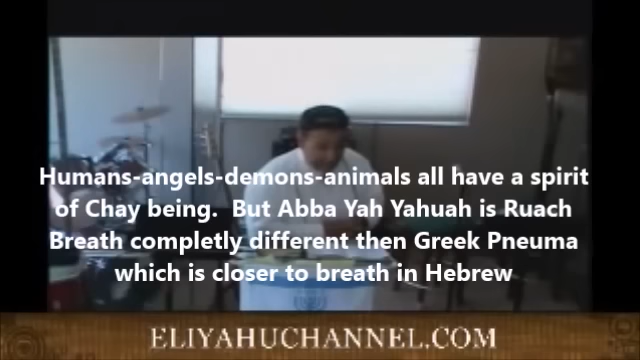 Humans-angels-demons-animals all have a spirit
of Chay being.  But Abba Yah Yahuah is Ruach
Breath completly different then Greek Pneuma
which is closer to breath in Hebrew
ELIYAHUCHANNEL.COM